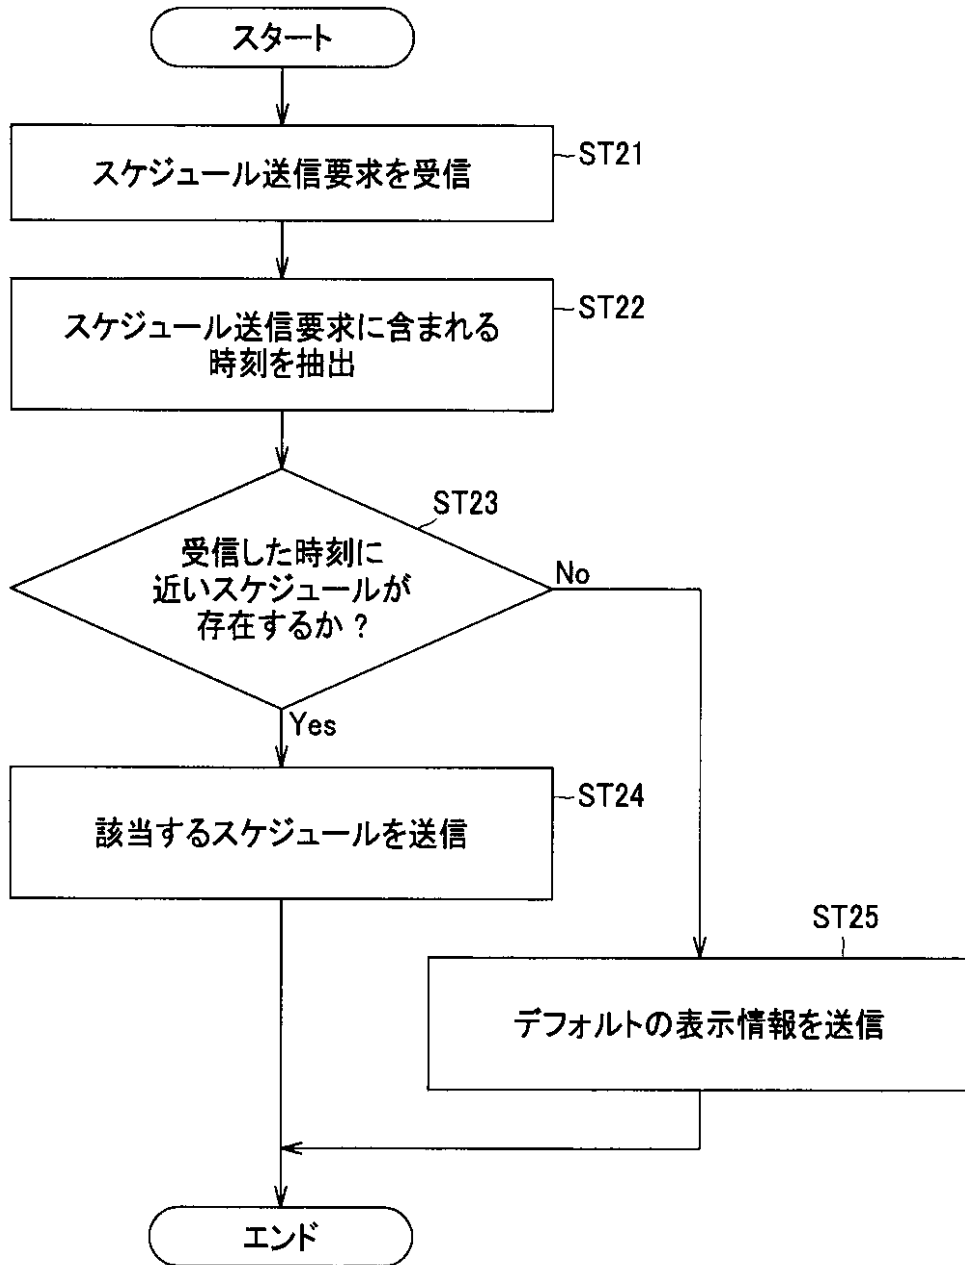 スタート
スケジュール送信要求を受信
ST21
スケジュール送信要求に含まれる
時刻を抽出
ST22
ST23
受信した時刻に
近いスケジュールが
存在するか？
No
Yes
該当するスケジュールを送信
ST24
ST25
デフォルトの表示情報を送信
エンド